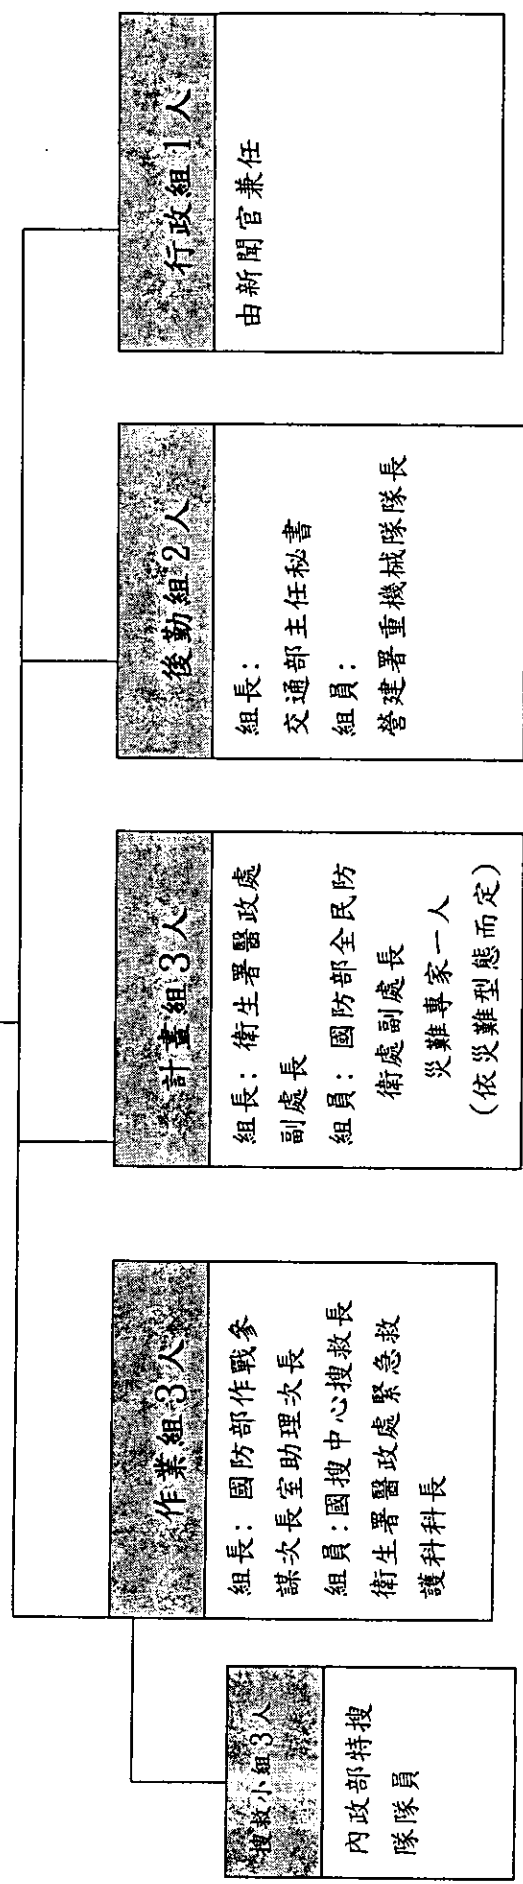 搜救小組3人
內政部特搜
隊隊員
作業組3人
組長：國防部作戰參
謀次長室助理次長
組員：國搜中心搜救長
衛生署醫政處緊急救
護科科長
計畫組3人
組長：衛生署醫政處
副處長
組員：國防部全民防
衛處副處長
災難專家一人
(依災難型態而定)
後勤組2人
組長：
交通部主任秘書
組員：
營建署重機械隊隊長
行政組1人
由新聞官兼任